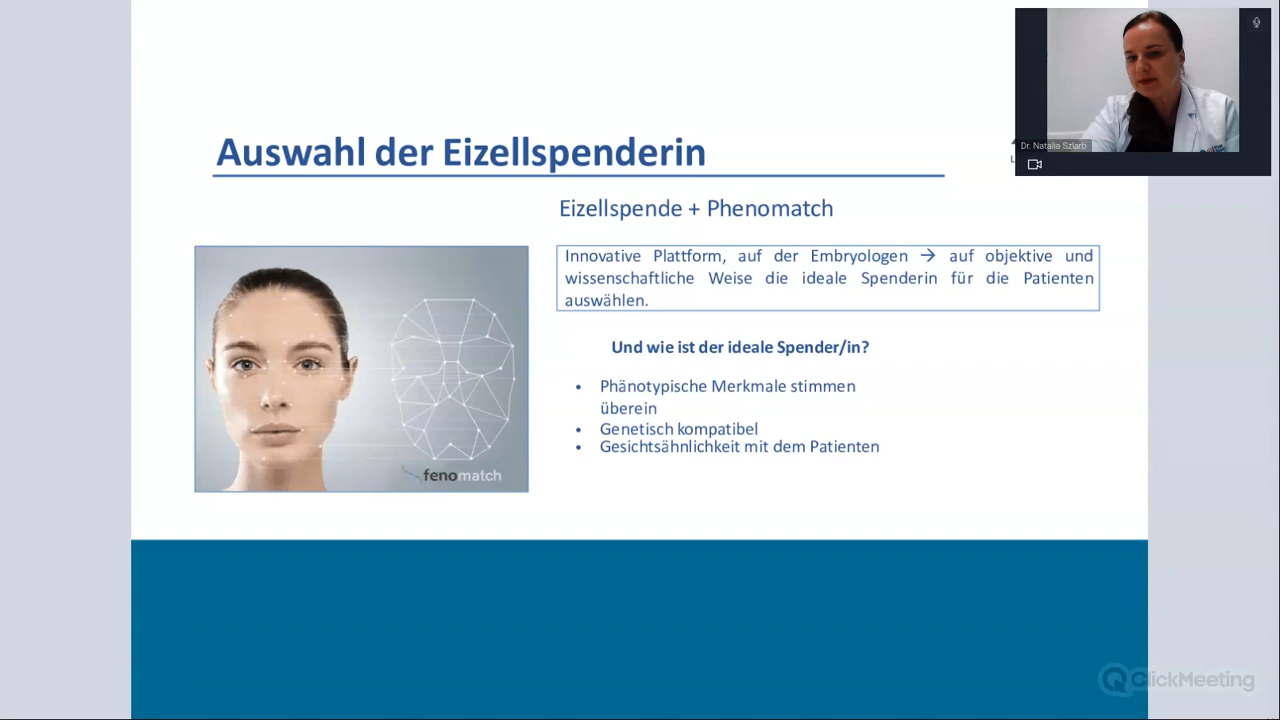 Auswahl der Eizellspenderin
Dr. Natalia Szlarb
Eizellspende + Phenomatch
Innovative Plattform, auf der Embryologen → auf objektive und
wissenschaftliche Weise die ideale Spenderin für die Patienten
auswählen.
Und wie ist der ideale Spender/in?
• Phänotypische Merkmale stimmen
überein
• Genetisch kompatibel
• Gesichtsähnlichkeit mit dem Patienten
fenomatch
ClickMeeting